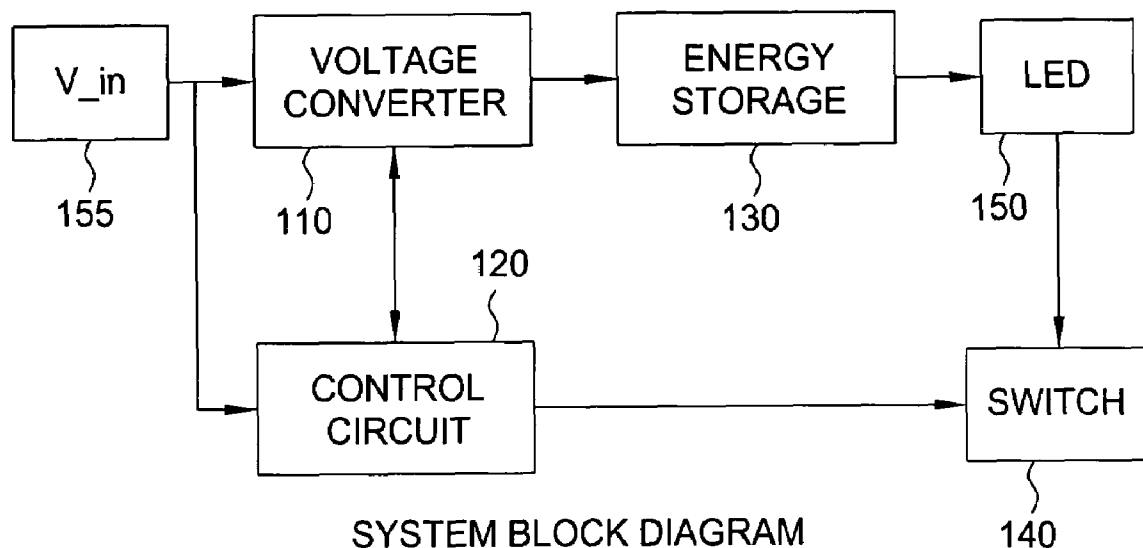 V_in
VOLTAGE
CONVERTER
ENERGY
STORAGE
LED
155
110
130
150
120
CONTROL
CIRCUIT
SWITCH
140
SYSTEM BLOCK DIAGRAM